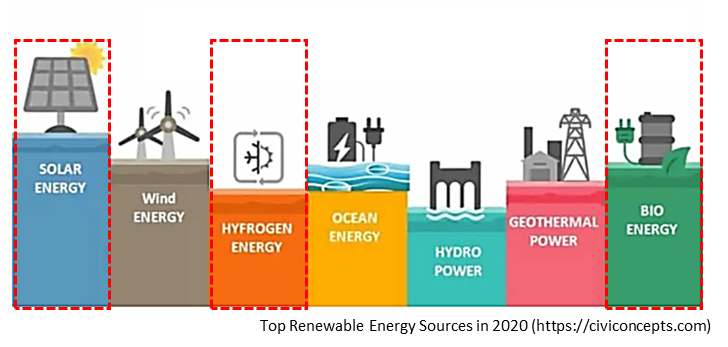 SOLAR
ENERGY
Wind
ENERGY
HYFROGEN
ENERGY
OCEAN
ENERGY
HYDRO
POWER
GEOTHERMAL
POWER
BIO
ENERGY
Top Renewable Energy Sources in 2020 (https://civiconcepts.com)